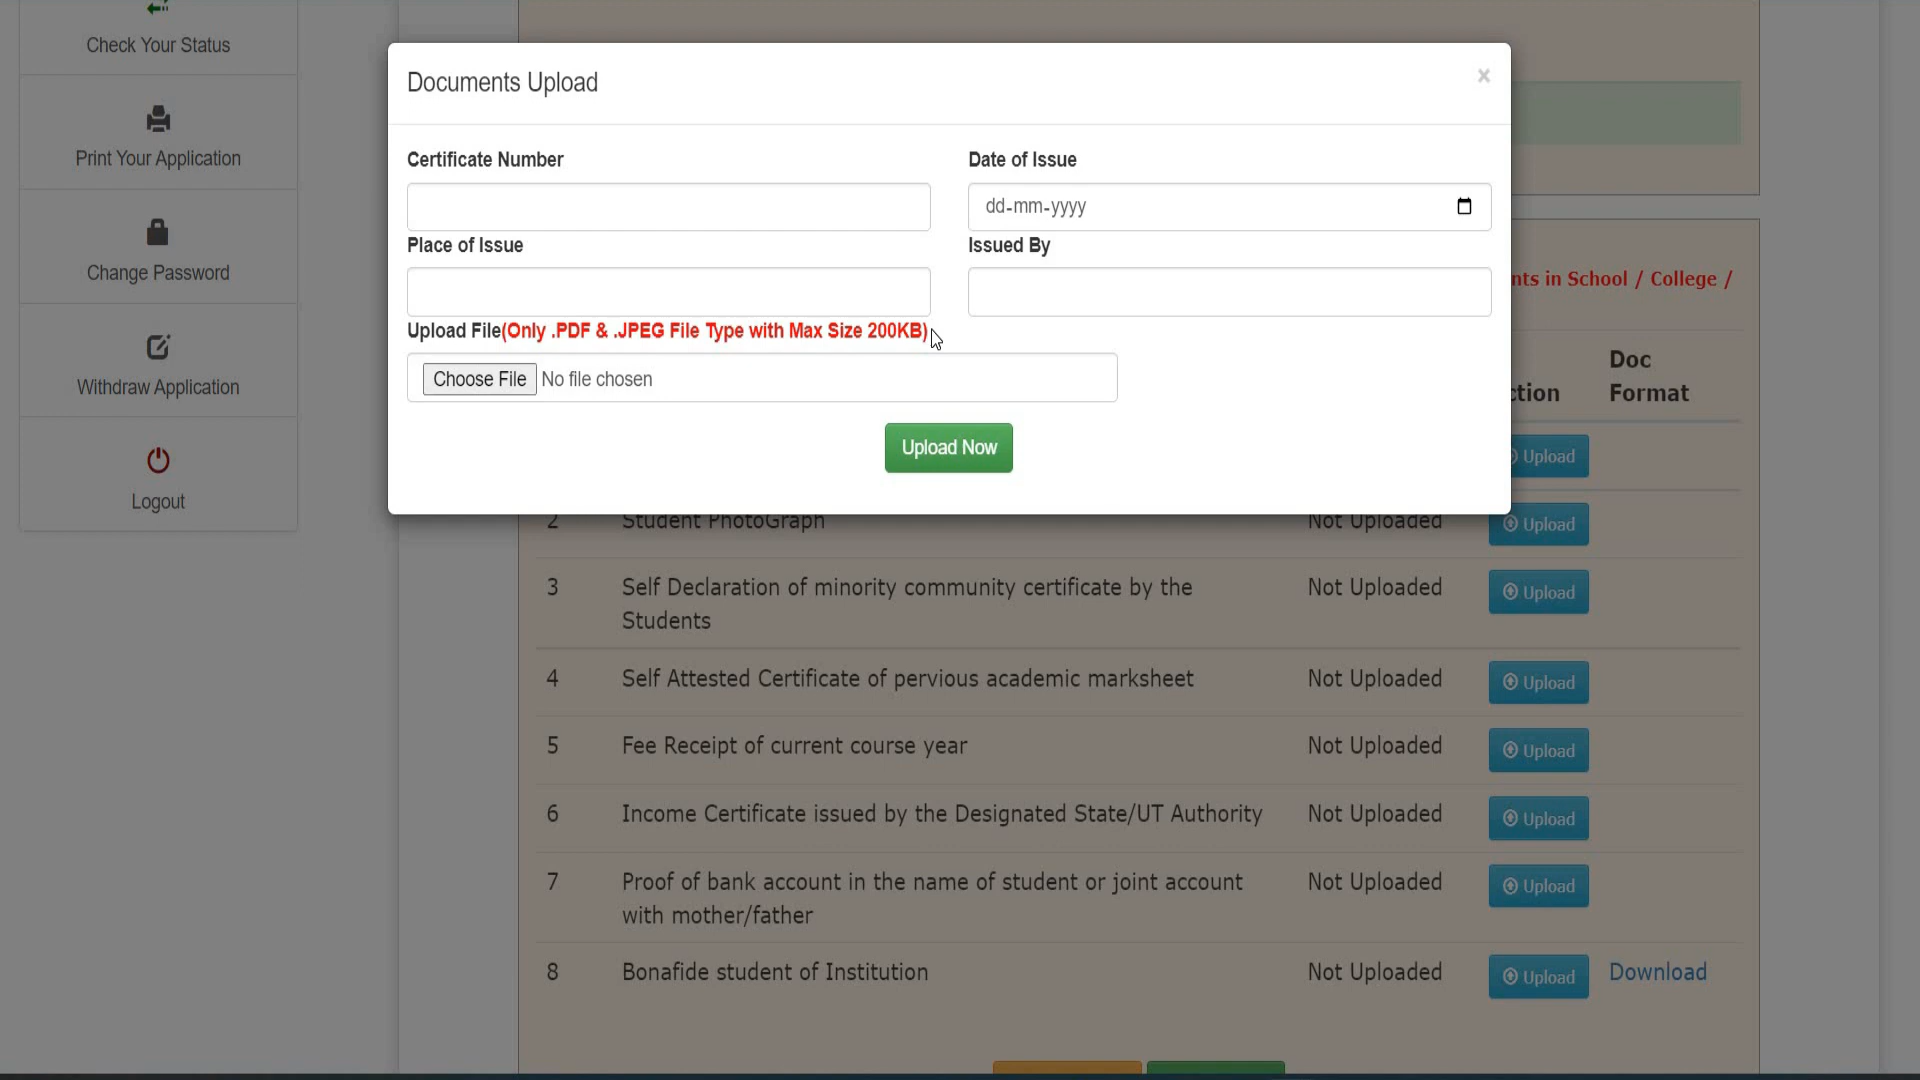 Check Your Status
Print Your Application
Change Password
Withdraw Application
Logout
Documents Upload
×
Certificate Number
Date of Issue
dd-mm-yyyy
Place of Issue
Issued By
Upload File(Only .PDF & .JPEG File Type with Max Size 200KB)
Choose File No file chosen
Upload Now
nts in School / College /
ction
Doc
Format
Upload
2 Student PhotoGraph Not Uploaded Upload
3 Self Declaration of minority community certificate by the
Students Not Uploaded Upload
4 Self Attested Certificate of pervious academic marksheet Not Uploaded Upload
5 Fee Receipt of current course year Not Uploaded Upload
6 Income Certificate issued by the Designated State/UT Authority Not Uploaded Upload
7 Proof of bank account in the name of student or joint account
with mother/father Not Uploaded Upload
8 Bonafide student of Institution Not Uploaded Upload Download